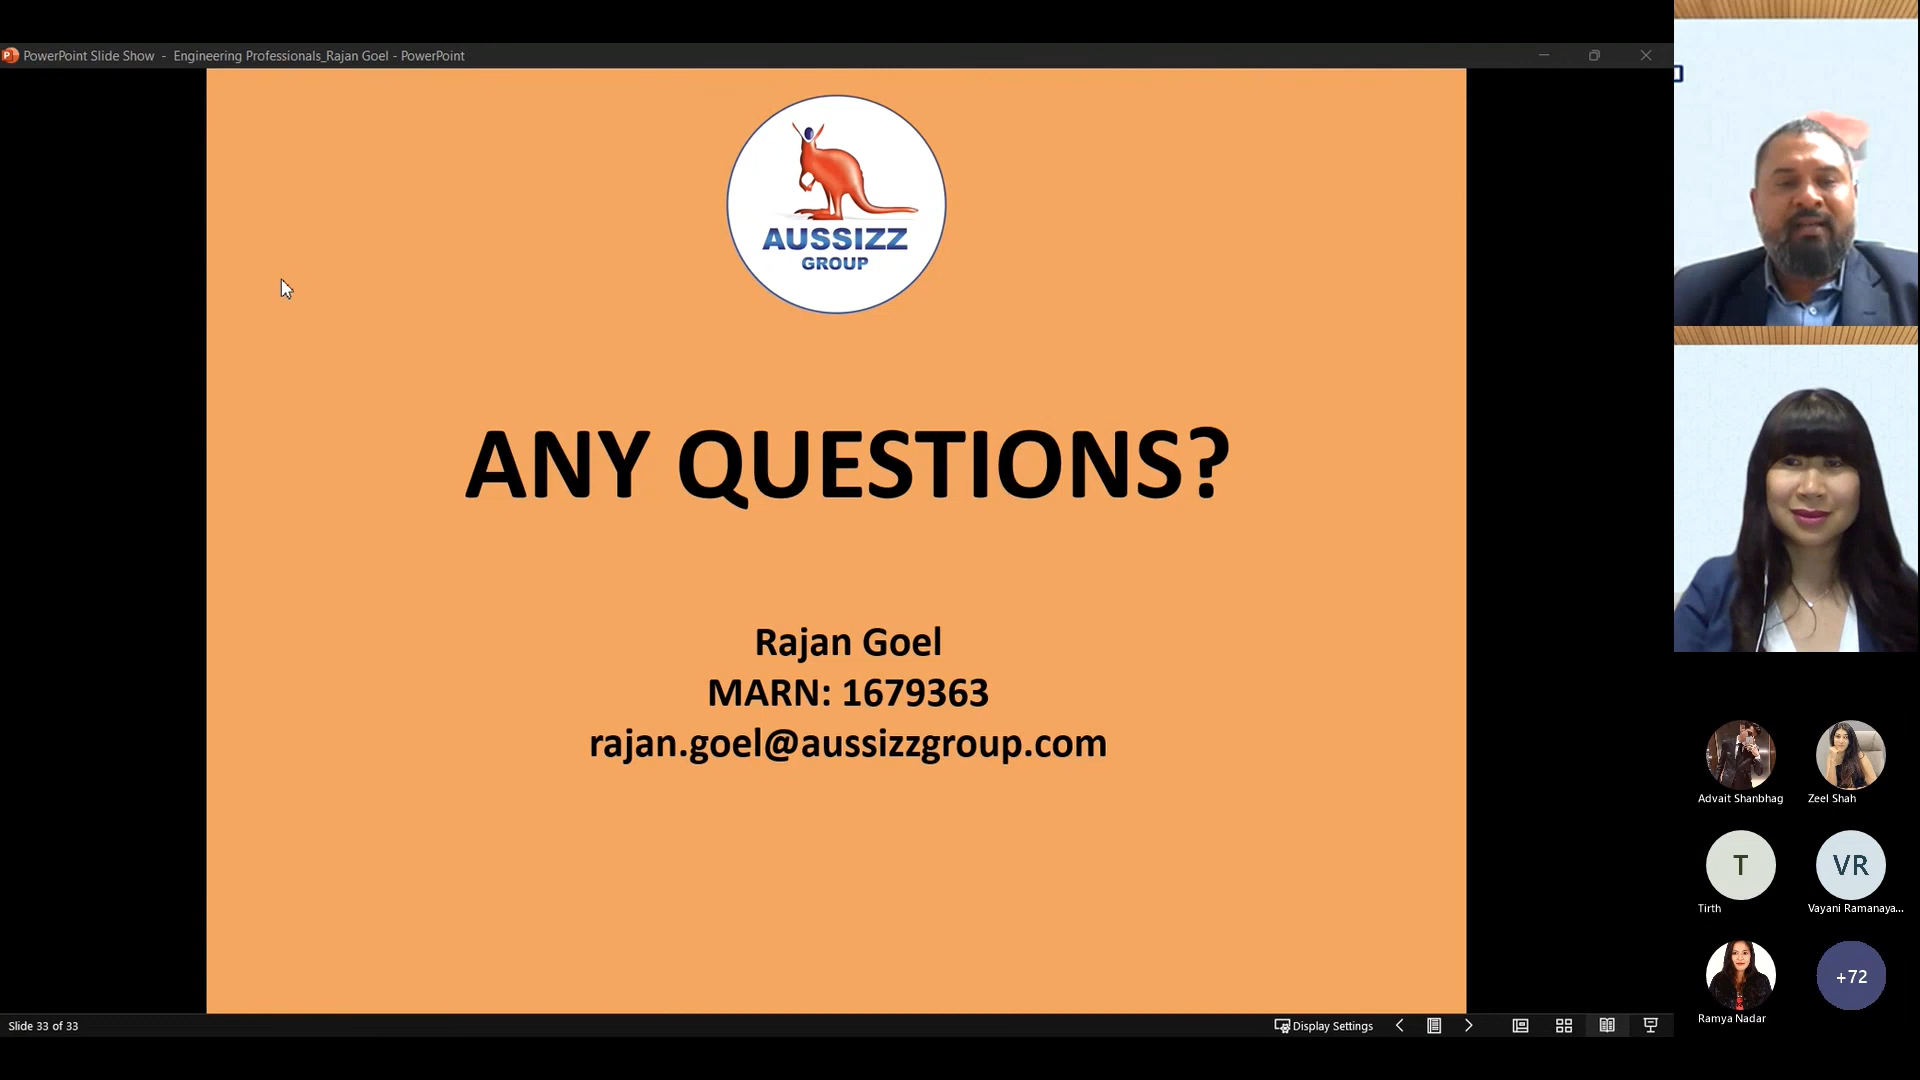 PowerPoint Slide Show - Engineering Professionals_Rajan Goel - PowerPoint
AUSSIZZ
GROUP
ANY QUESTIONS?
Rajan Goel
MARN: 1679363
rajan.goel@aussizzgroup.com
Advait Shanbhag
Zeel Shah
T
Tirth
VR
Vayani Ramanaya...
Ramya Nadar
+72
Slide 33 of 33
Display Settings